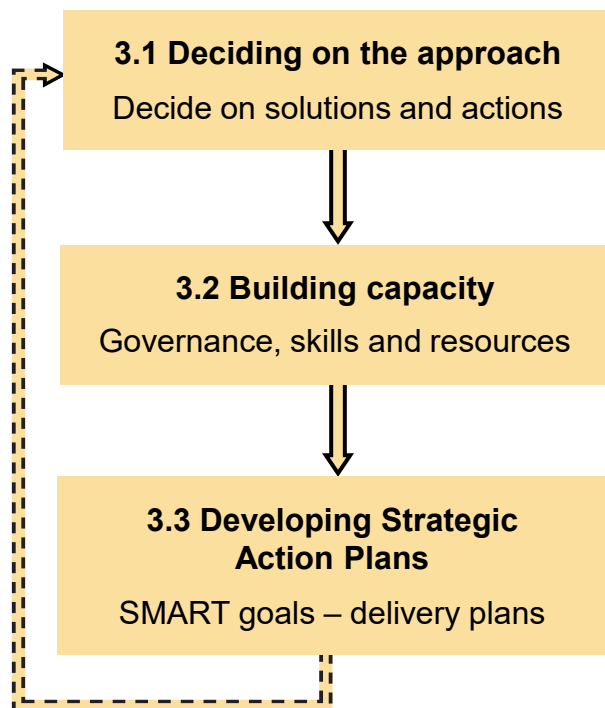 3.1 Deciding on the approach
Decide on solutions and actions
3.2 Building capacity
Governance, skills and resources
3.3 Developing Strategic
Action Plans
SMART goals – delivery plans